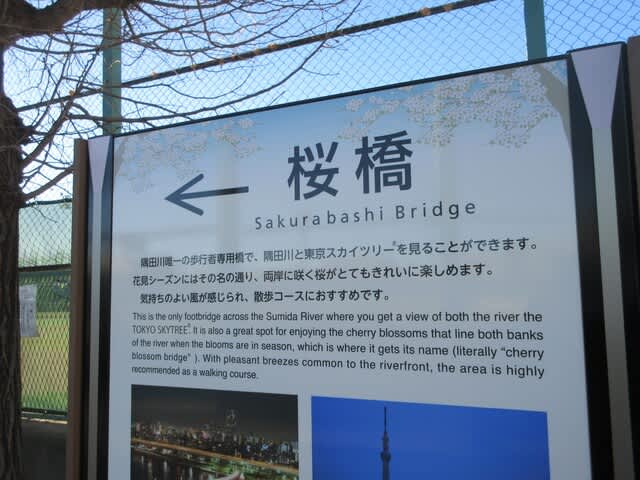 桜橋
Sakurabashi Bridge
隅田川唯一の歩行者専用橋で、隅田川と東京スカイツリー®を見ることができます。
花見シーズンにはその名の通り、両岸に咲く桜がとてもきれいに楽しめます。
気持ちのよい風が感じられ、散歩コースにおすすめです。
This is the only footbridge across the Sumida River where you get a view of both the river the
TOKYO SKYTREE®. It is also a great spot for enjoying the cherry blossoms that line both banks
of the river when the blooms are in season, which is where it gets its name (literally "cherry
blossom bridge" ). With pleasant breezes common to the riverfront, the area is highly
recommended as a walking course.